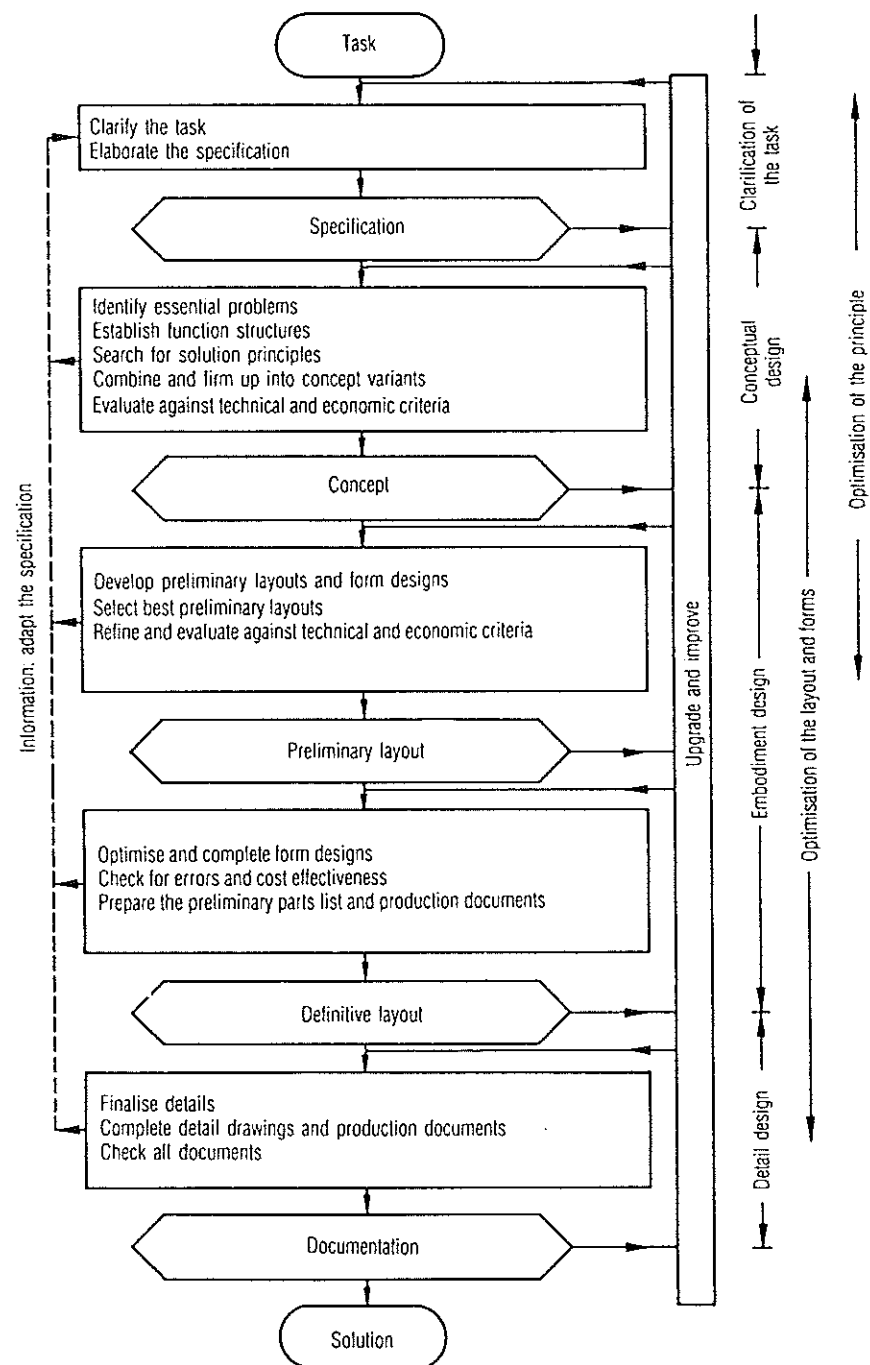 Task
Clarify the task
Elaborate the specification
Specification
Identify essential problems
Establish function structures
Search for solution principles
Combine and firm up into concept variants
Evaluate against technical and economic criteria
Concept
Develop preliminary layouts and form designs
Select best preliminary layouts
Refine and evaluate against technical and economic criteria
Preliminary layout
Optimise and complete form designs
Check for errors and cost effectiveness
Prepare the preliminary parts list and production documents
Definitive layout
Finalise details
Complete detail drawings and production documents
Check all documents
Documentation
Solution
Information: adapt the specification
Upgrade and improve
Clarification of
the task
Conceptual
design
Embodiment design
Detail design
Optimisation of the layout and forms
Optimisation of the principle